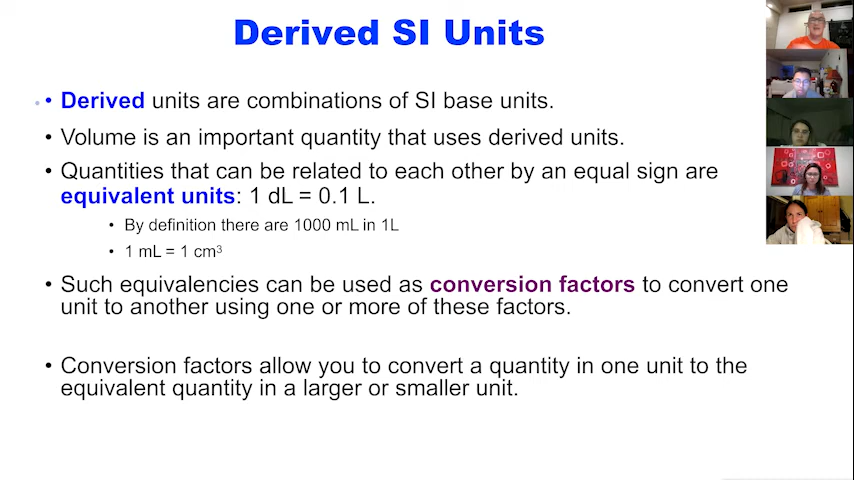 Derived SI Units
• Derived units are combinations of SI base units.
• Volume is an important quantity that uses derived units.
• Quantities that can be related to each other by an equal sign are
equivalent units: 1 dL = 0.1 L.
• By definition there are 1000 mL in 1L
• 1 mL = 1 cm³
• Such equivalencies can be used as conversion factors to convert one
unit to another using one or more of these factors.
• Conversion factors allow you to convert a quantity in one unit to the
equivalent quantity in a larger or smaller unit.